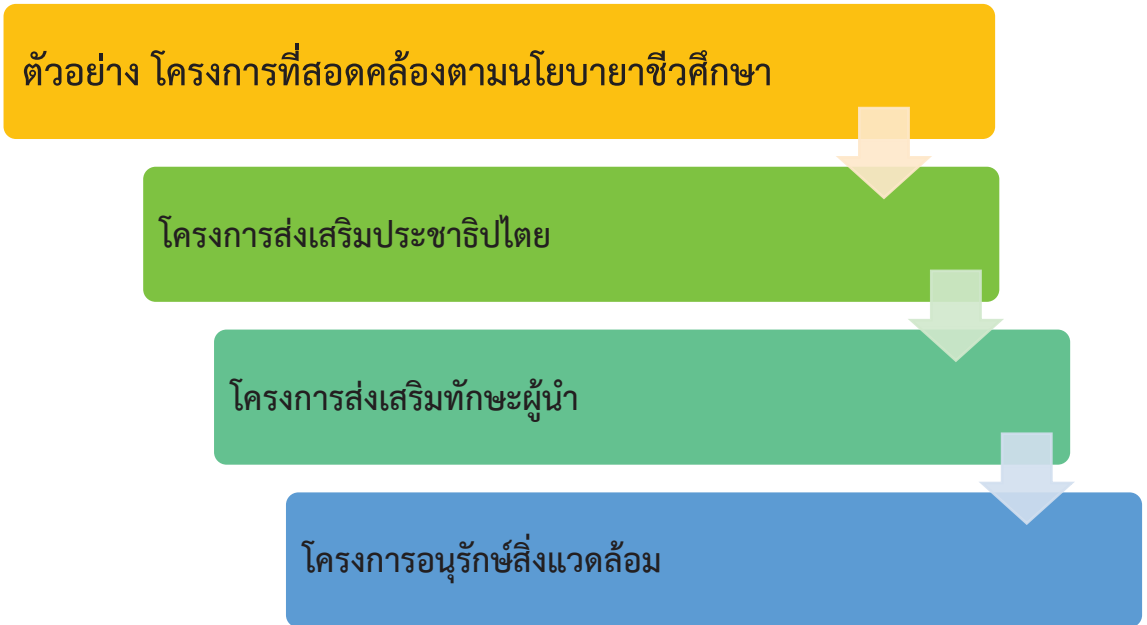 ตัวอย่าง โครงการที่สอดคล้องตามนโยบายาชีวศึกษา
โครงการส่งเสริมประชาธิปไตย
โครงการส่งเสริมทักษะผู้นำ
โครงการอนุรักษ์สิ่งแวดล้อม